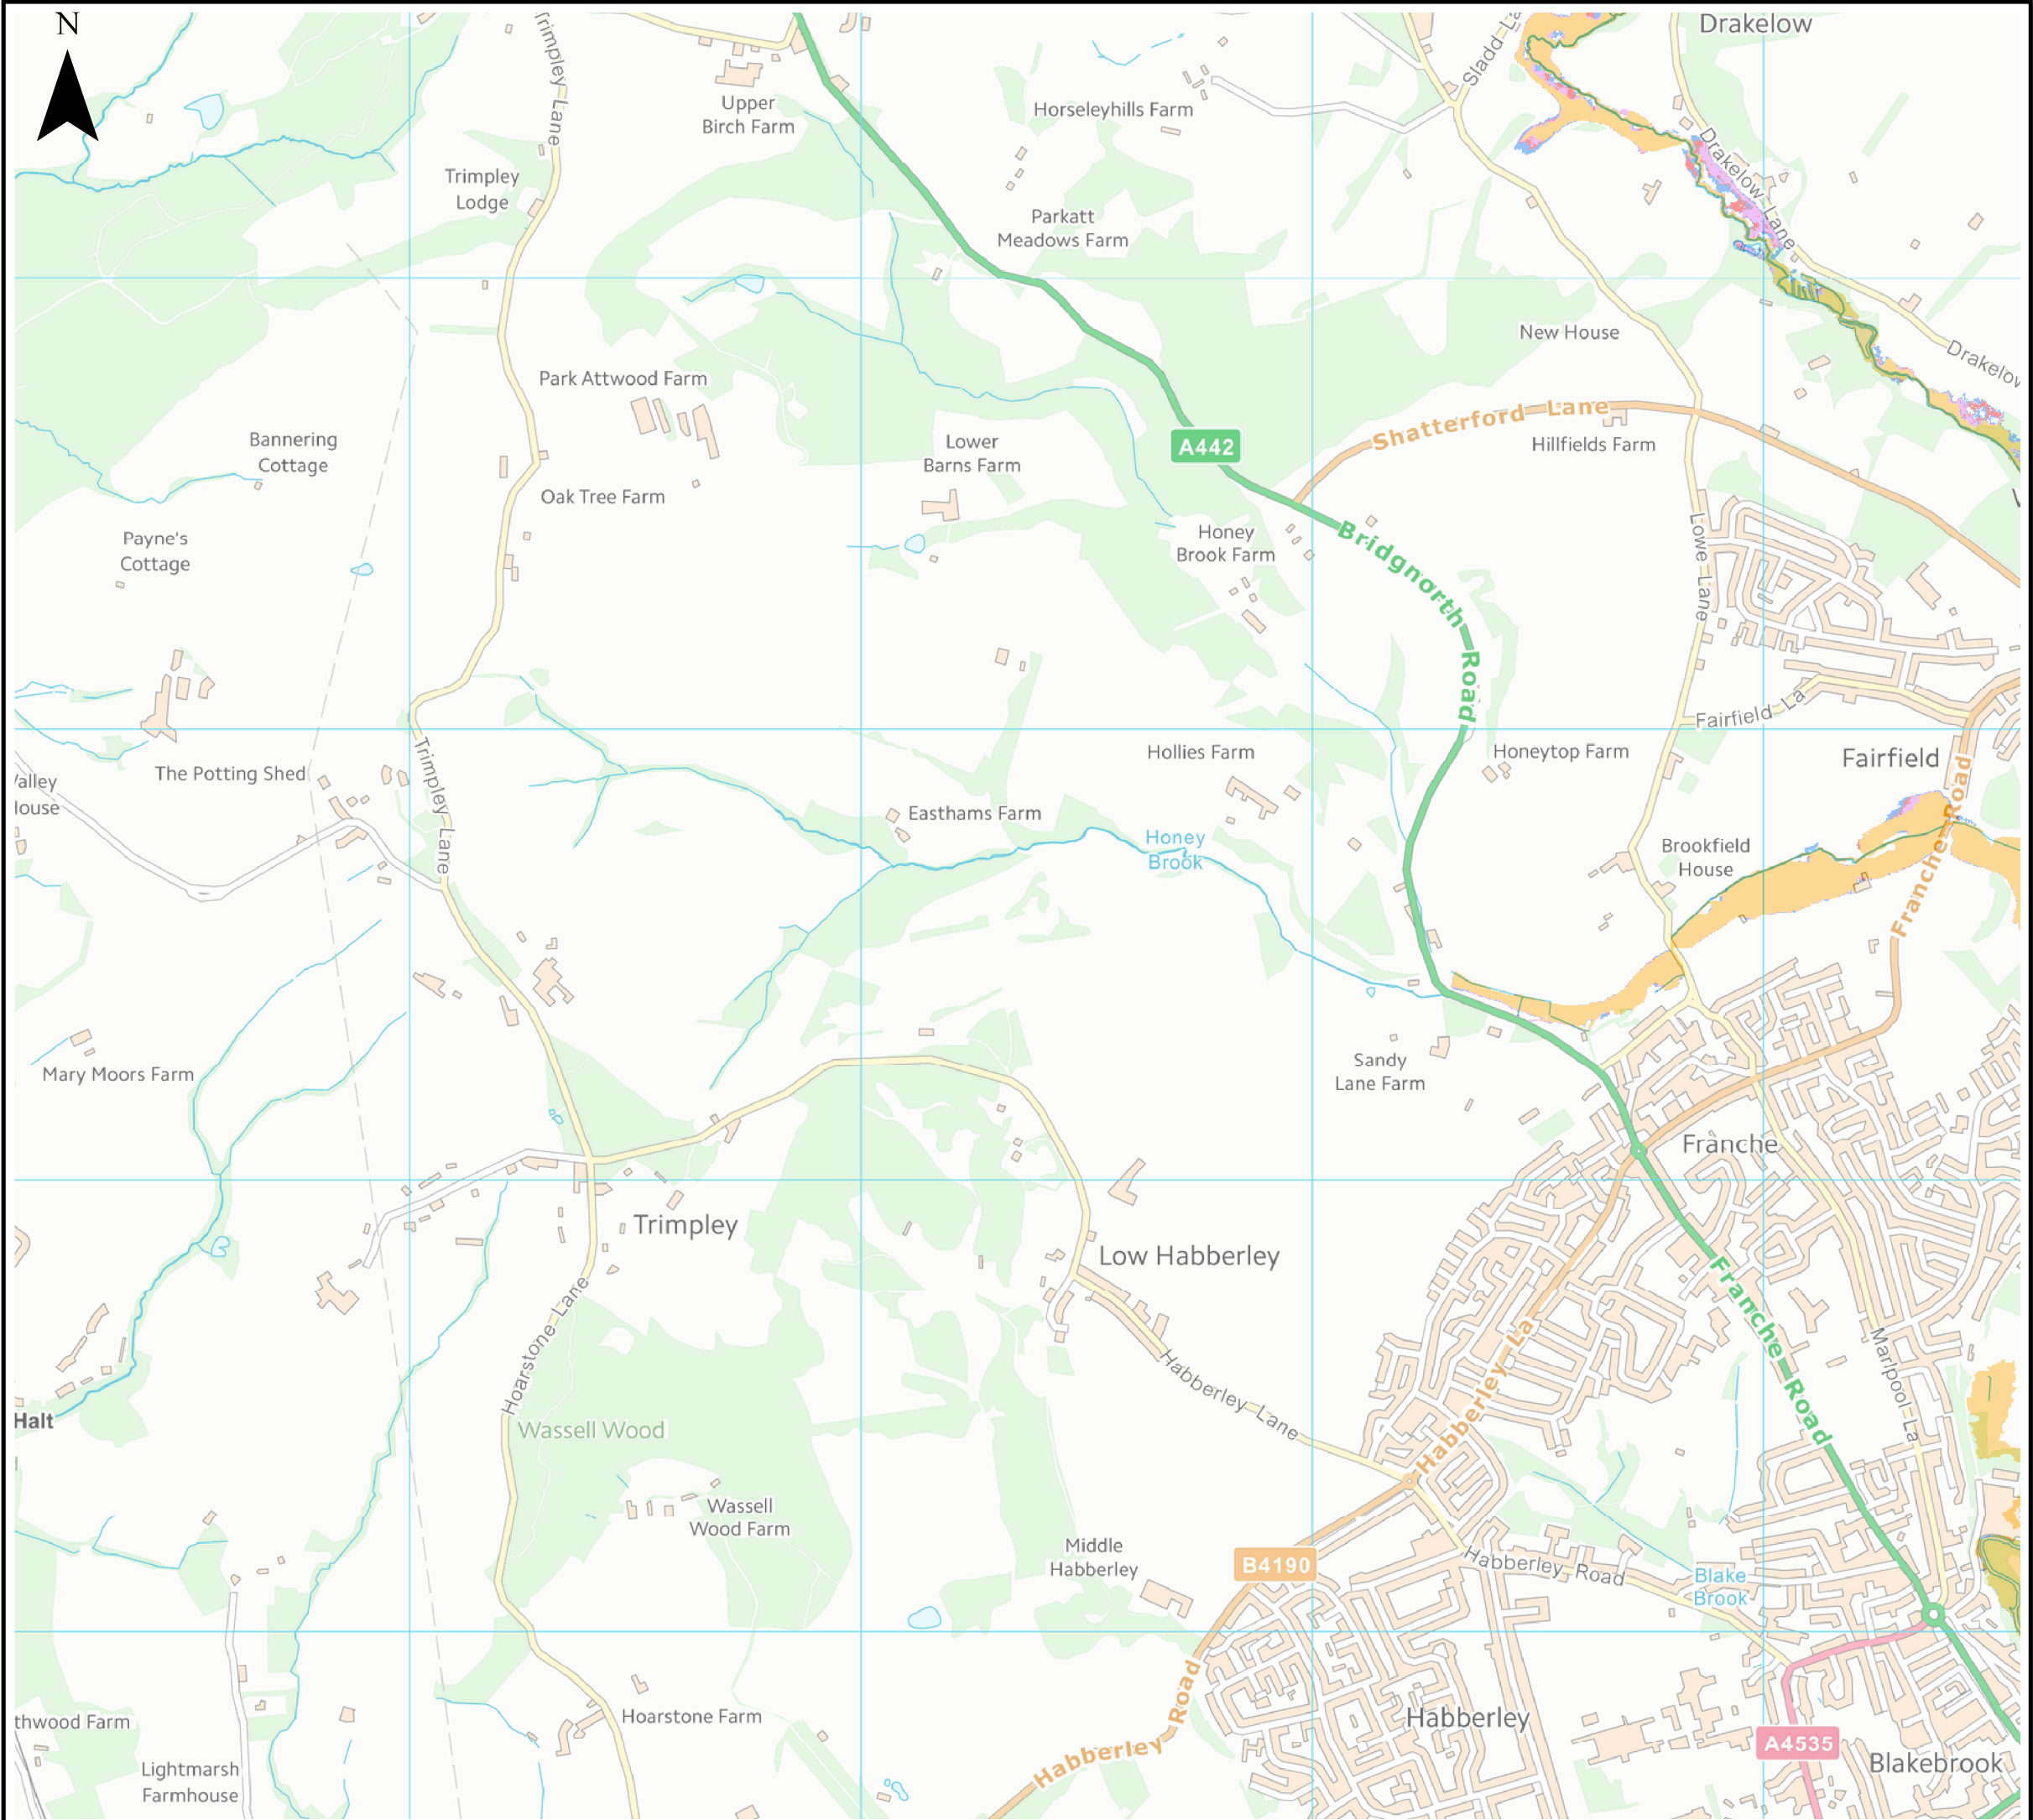 N
Drakelow
Trimpley Lane
Sladd La
Upper
Birch Farm
Horseleyhills Farm
Drakelow Lane
Trimpley
Lodge
Parkatt
Meadows Farm
New House
Drakelow
Park Attwood Farm
Shatterford Lane
Bannering
Cottage
Lower
Barns Farm
A442
Hillfields Farm
Oak Tree Farm
Payne's
Cottage
Honey
Brook Farm
Bridgnorth Road
Lowe Lane
Fairfield La
Trimpley Lane
Hollies Farm
Honeytop Farm
Fairfield
The Potting Shed
alley
ouse
Easthams Farm
Honey
Brook
Brookfield
House
Franche Road
Mary Moors Farm
Sandy
Lane Farm
Franche
Trimpley
Low Habberley
Hoarstone Lane
Franche Road
Habberley La
Marlpool La
Habberley Lane
Halt
Wassell Wood
Wassell
Wood Farm
Middle
Habberley
B4190
Habberley Road
Blake
Brook
Habberley Road
thwood Farm
Hoarstone Farm
Habberley
A4535
Lightmarsh
Farmhouse
Blakebrook